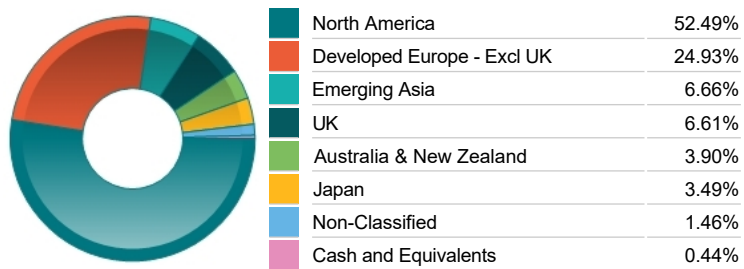 North America 52.49%
Developed Europe - Excl UK 24.93%
Emerging Asia 6.66%
UK 6.61%
Australia & New Zealand 3.90%
Japan 3.49%
Non-Classified 1.46%
Cash and Equivalents 0.44%